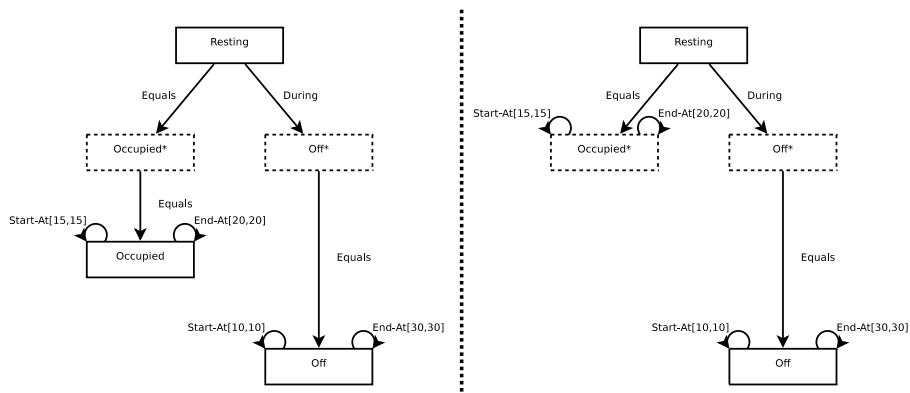 Resting
Equals
During
Occupied*
Off*
Equals
Start-At[15,15]
End-At[20,20]
Occupied
Equals
Start-At[10,10]
End-At[30,30]
Off
Resting
Equals
During
Start-At[15,15]
End-At[20,20]
Occupied*
Off*
Equals
Start-At[10,10]
End-At[30,30]
Off